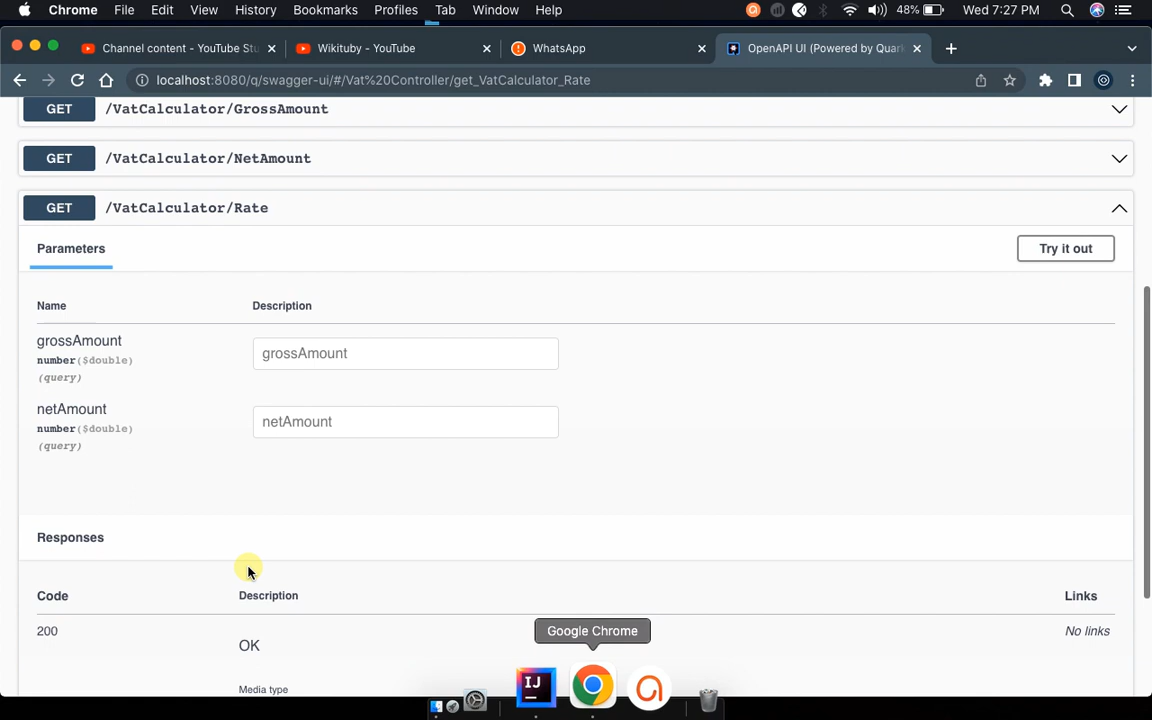 Chrome File Edit View History Bookmarks Profiles Tab Window Help 48% Wed 7:27 PM
Channel content - YouTube Stu Wikituby - YouTube WhatsApp OpenAPI UI (Powered by Quark
localhost:8080/q/swagger-ui/#/Vat%20Controller/get_VatCalculator_Rate
GET /VatCalculator/GrossAmount
GET /VatCalculator/NetAmount
GET /VatCalculator/Rate
Parameters Try it out
Name Description
grossAmount
number($double) grossAmount
(query)
netAmount
number($double) netAmount
(query)
Responses
Code Description Links
200 No links
OK
Google Chrome
Media type
IJ